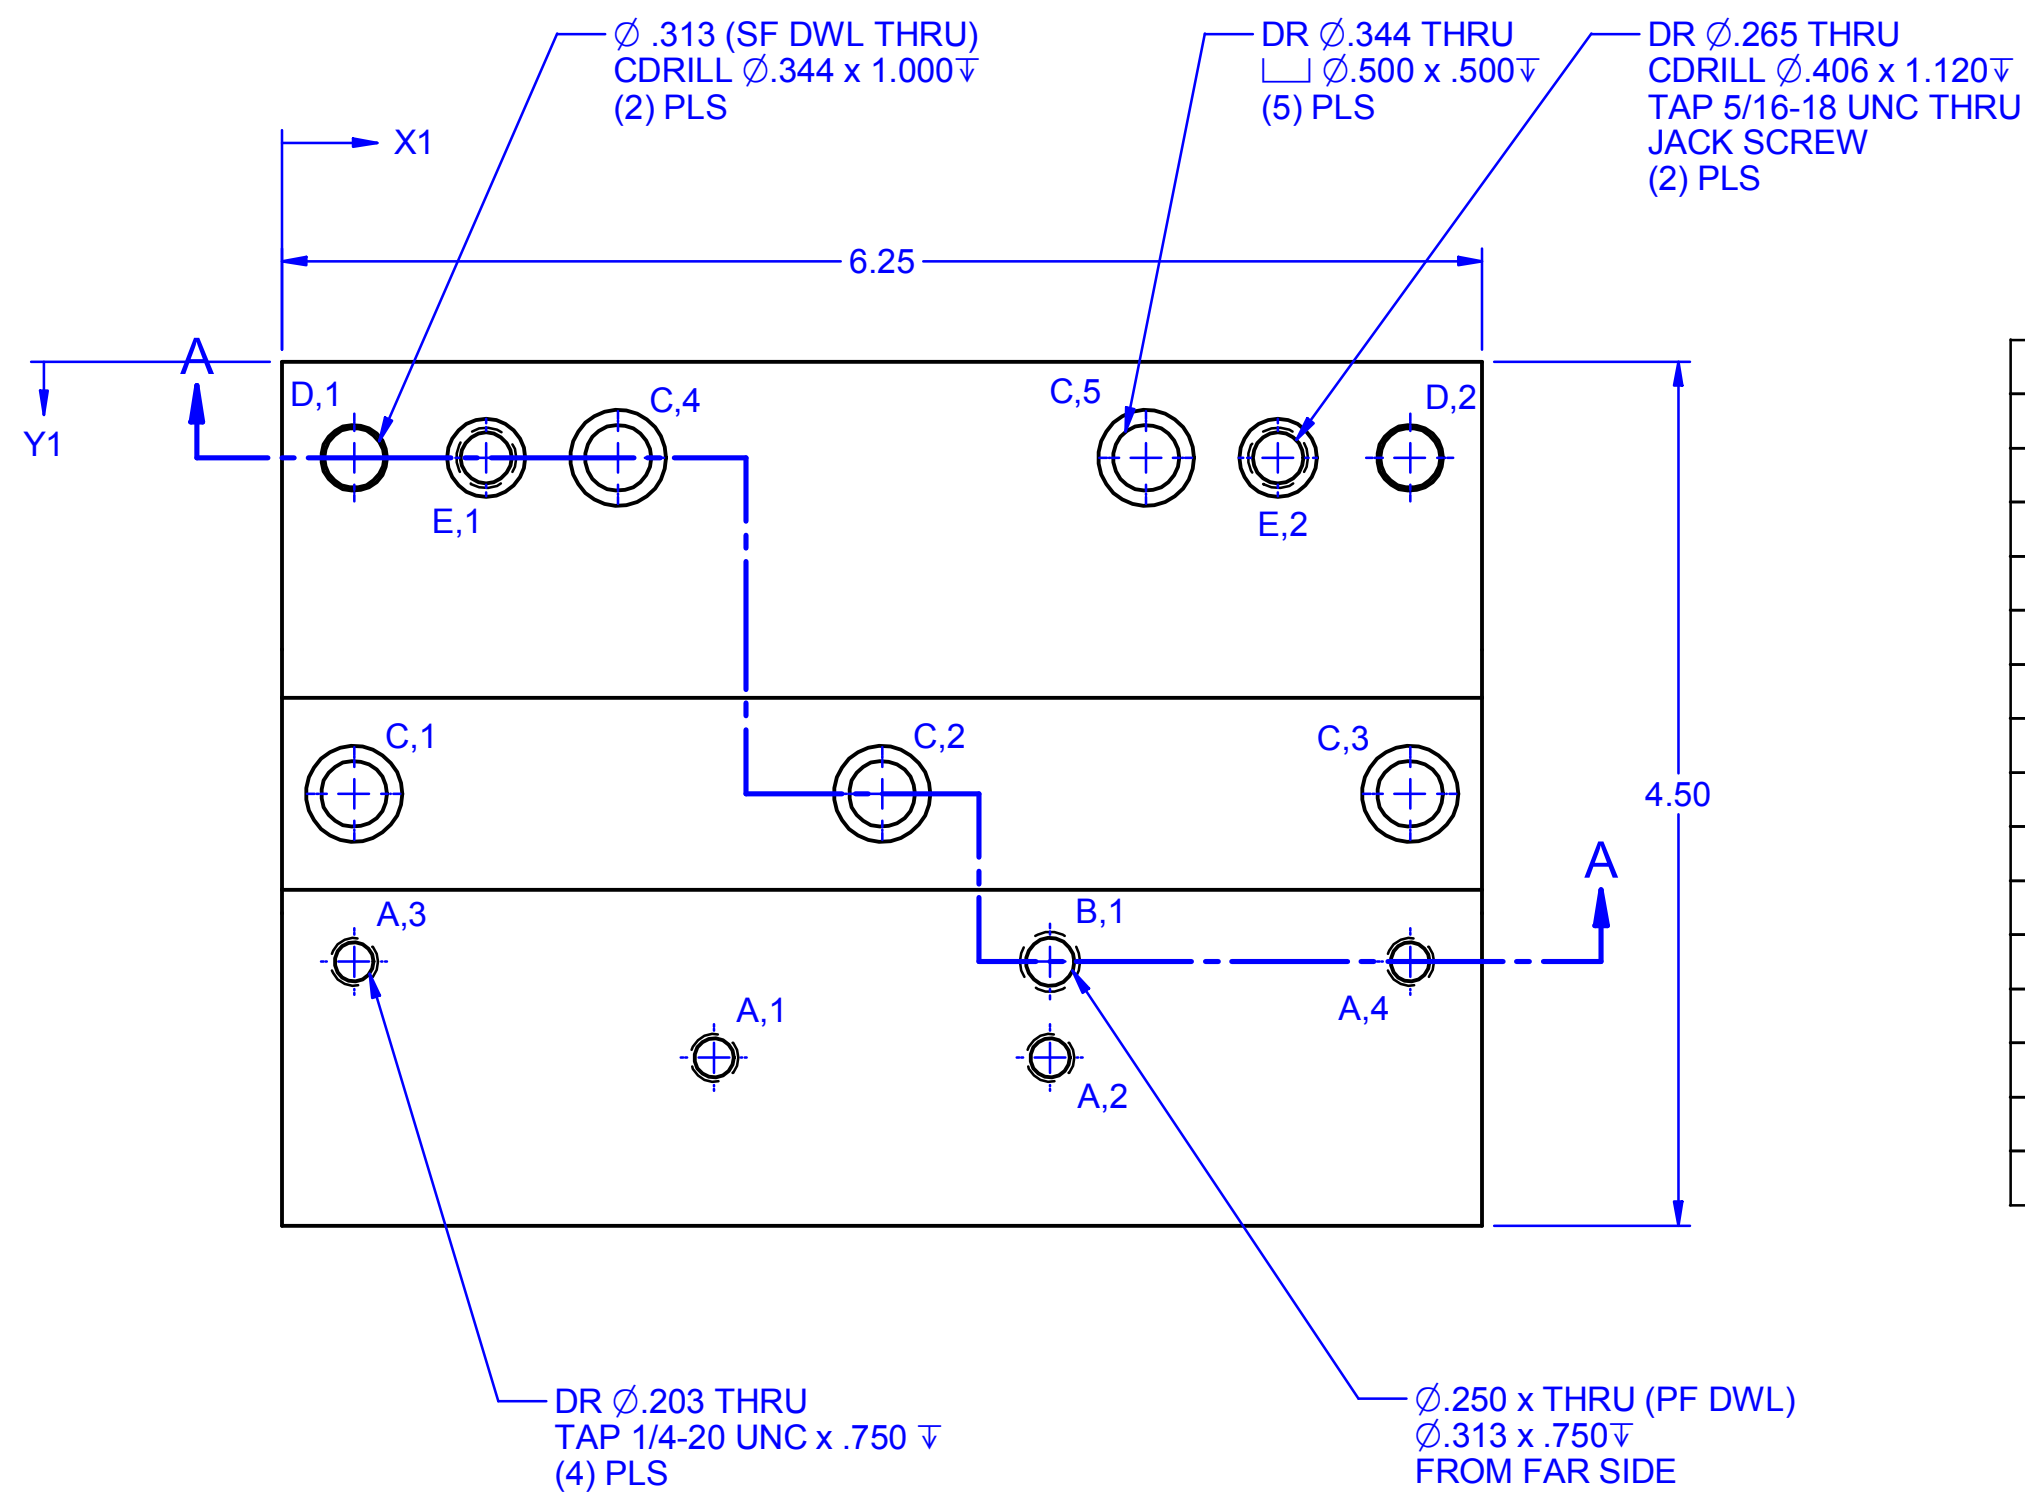 Ø .313 (SF DWL THRU)
CDRILL Ø.344 x 1.000↧
(2) PLS
DR Ø.344 THRU
⌴ Ø.500 x .500↧
(5) PLS
DR Ø.265 THRU
CDRILL Ø.406 x 1.120↧
TAP 5/16-18 UNC THRU
JACK SCREW
(2) PLS
X1
6.25
A
Y1
D,1
C,4
C,5
D,2
E,1
E,2
C,1
C,2
C,3
4.50
A
A,3
B,1
A,1
A,4
A,2
DR Ø.203 THRU
TAP 1/4-20 UNC x .750 ↧
(4) PLS
Ø.250 x THRU (PF DWL)
Ø.313 x .750↧
FROM FAR SIDE